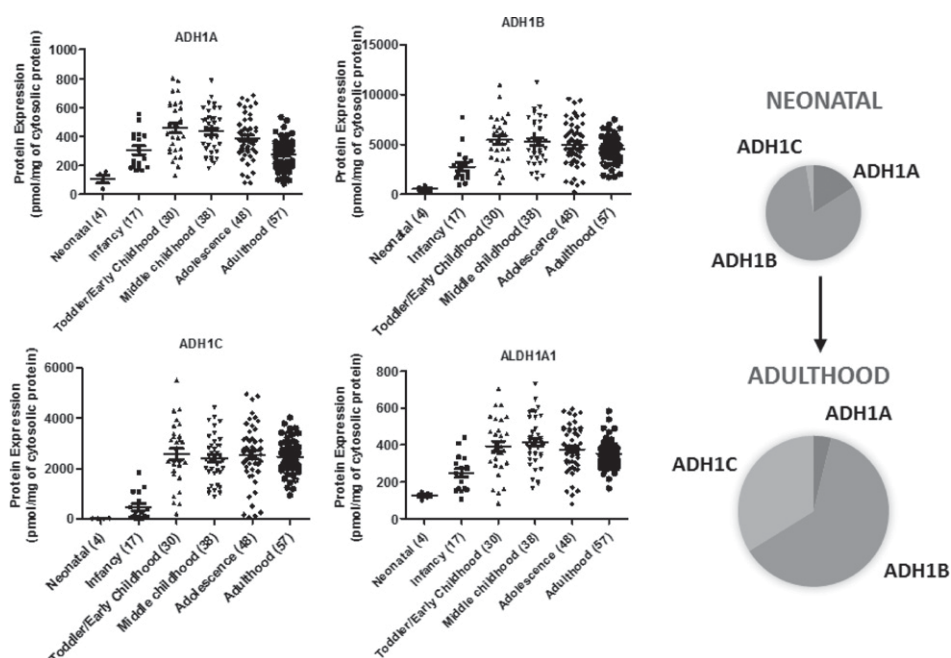 ADH1A
Protein Expression
(pmol/mg of cytosolic protein)
1000
800
600
400
200
0
Neonatal (4)
Infancy (17)
Toddler/Early Childhood (30)
Middle childhood (38)
Adolescence (48)
Adulthood (57)
ADH1B
Protein Expression
(pmol/mg of cytosolic protein)
15000
10000
5000
0
Neonatal (4)
Infancy (17)
Toddler/Early Childhood (30)
Middle childhood (38)
Adolescence (48)
Adulthood (57)
ADH1C
Protein Expression
(pmol/mg of cytosolic protein)
6000
4000
2000
0
Neonatal (4)
Infancy (17)
Toddler/Early Childhood (30)
Middle childhood (38)
Adolescence (48)
Adulthood (57)
ALDH1A1
Protein Expression
(pmol/mg of cytosolic protein)
800
600
400
200
0
Neonatal (4)
Infancy (17)
Toddler/Early Childhood (30)
Middle childhood (38)
Adolescence (48)
Adulthood (57)
NEONATAL
ADH1C
ADH1A
ADH1B
ADULTHOOD
ADH1A
ADH1C
ADH1B